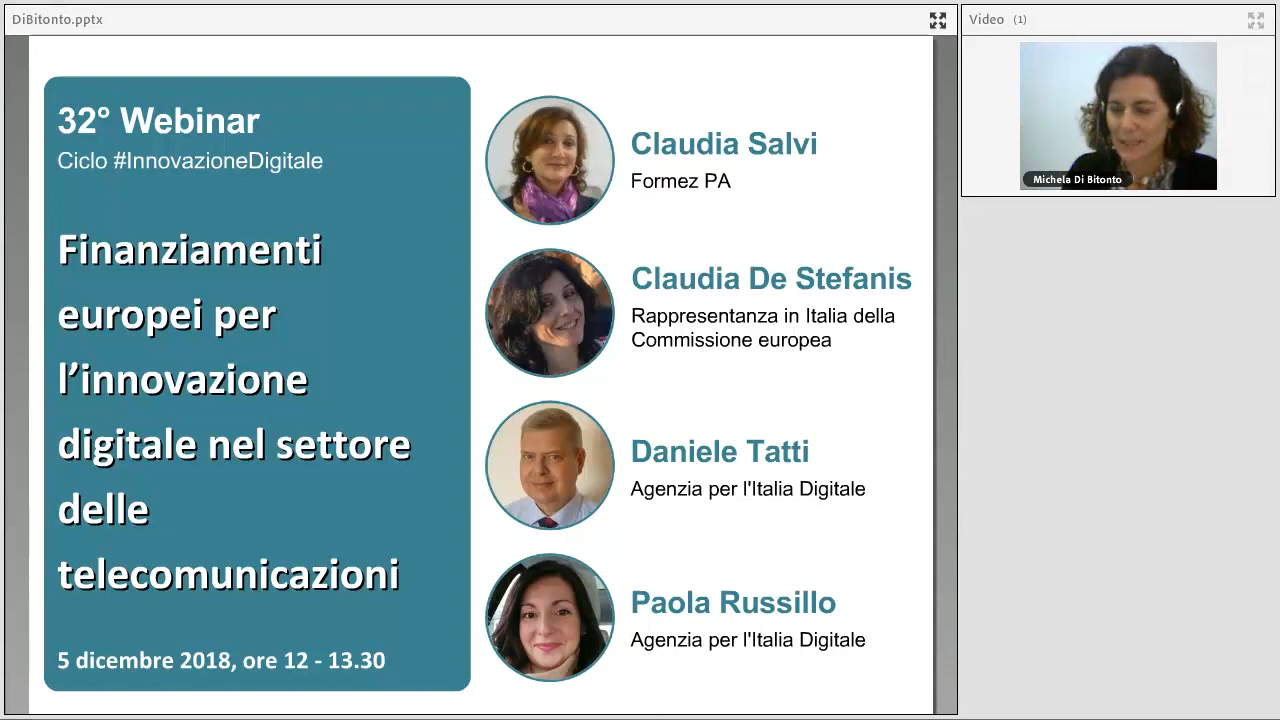 DiBitonto.pptx
32° Webinar
Ciclo #InnovazioneDigitale
Finanziamenti
europei per
l’innovazione
digitale nel settore
delle
telecomunicazioni
5 dicembre 2018, ore 12 - 13.30
Claudia Salvi
Formez PA
Claudia De Stefanis
Rappresentanza in Italia della
Commissione europea
Daniele Tatti
Agenzia per l'Italia Digitale
Paola Russillo
Agenzia per l'Italia Digitale
Video (1)
Michela Di Bitonto